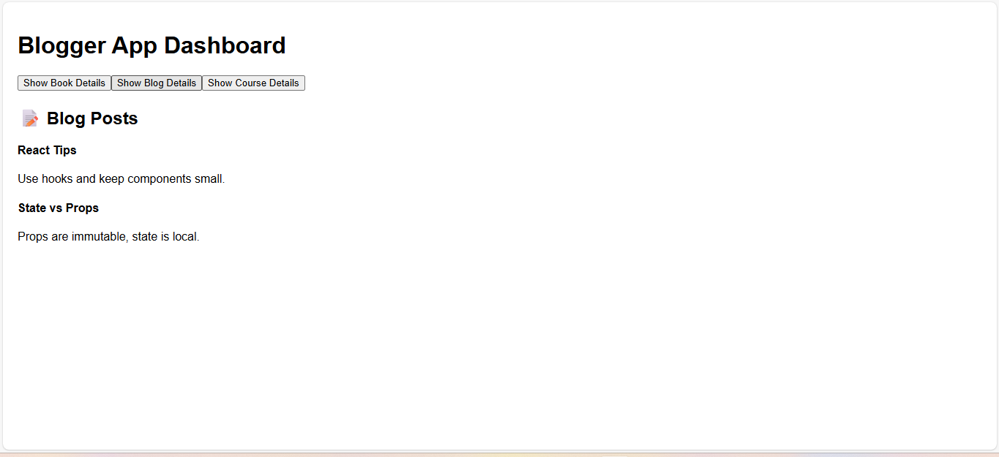 Blogger App Dashboard
Show Book Details Show Blog Details Show Course Details
Blog Posts
React Tips
Use hooks and keep components small.
State vs Props
Props are immutable, state is local.